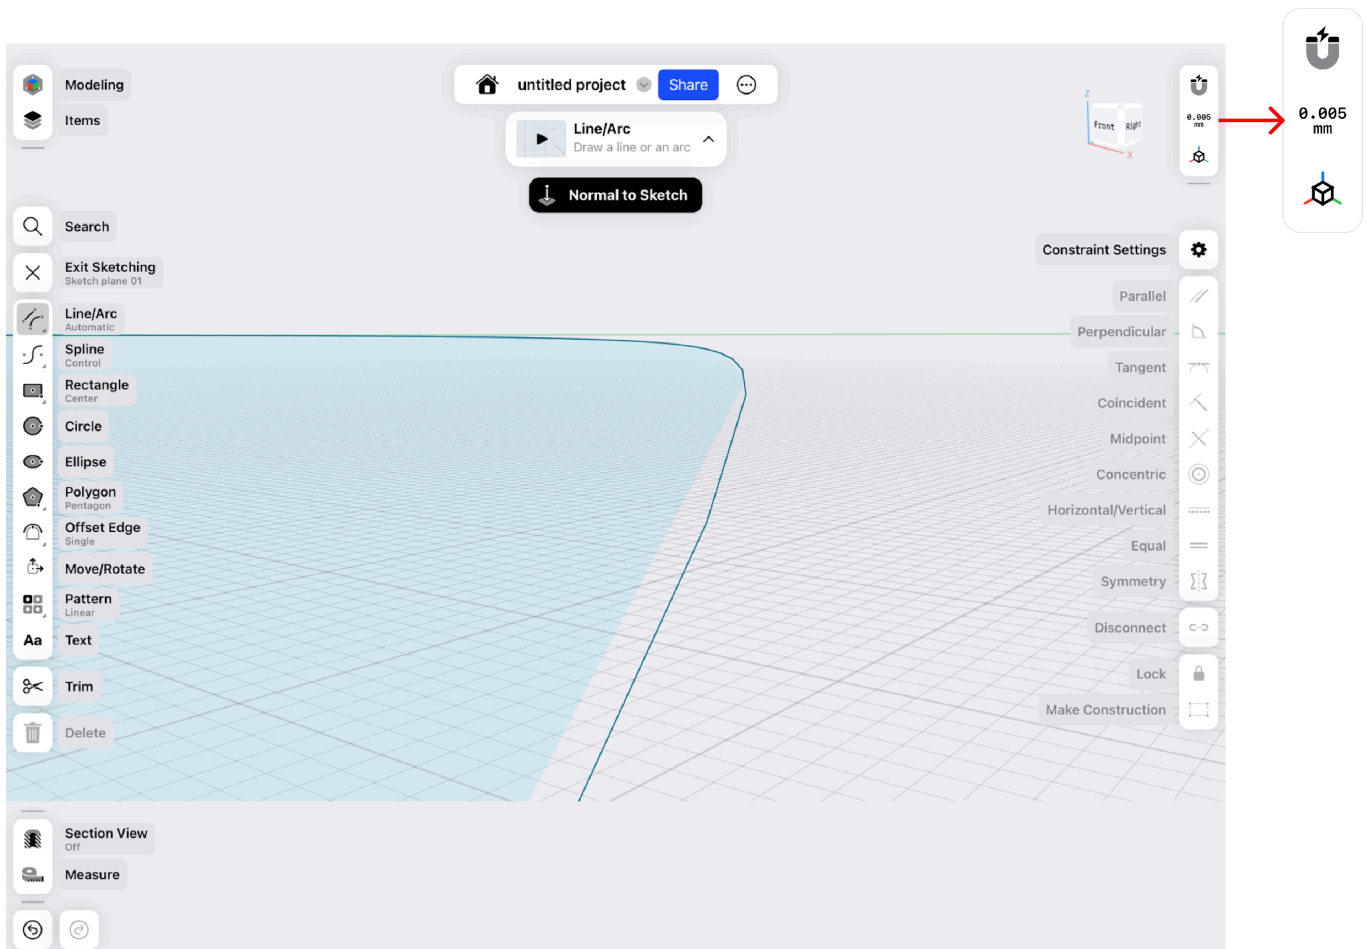 Modeling
Items
untitled project
Share
Line/Arc
Draw a line or an arc
Normal to Sketch
Z
Front
Right
X
0.005
mm
0.005
mm
Search
Exit Sketching
Sketch plane 01
Line/Arc
Automatic
Spline
Control
Rectangle
Center
Circle
Ellipse
Polygon
Pentagon
Offset Edge
Single
Move/Rotate
Pattern
Linear
Aa
Text
Trim
Delete
Constraint Settings
Parallel
Perpendicular
Tangent
Coincident
Midpoint
Concentric
Horizontal/Vertical
Equal
Symmetry
Disconnect
Lock
Make Construction
Section View
Off
Measure